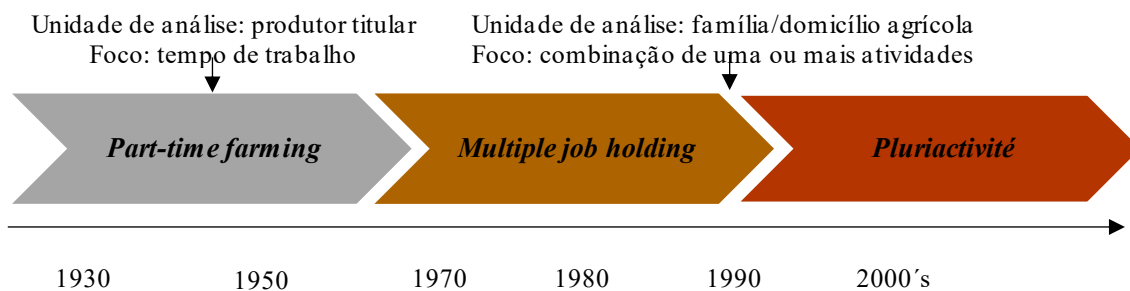 Unidade de análise: produtor titular
Foco: tempo de trabalho
Unidade de análise: família/domicílio agrícola
Foco: combinação de uma ou mais atividades
Part-time farming
Multiple job holding
Pluriactivité
1930 1950 1970 1980 1990 2000´s